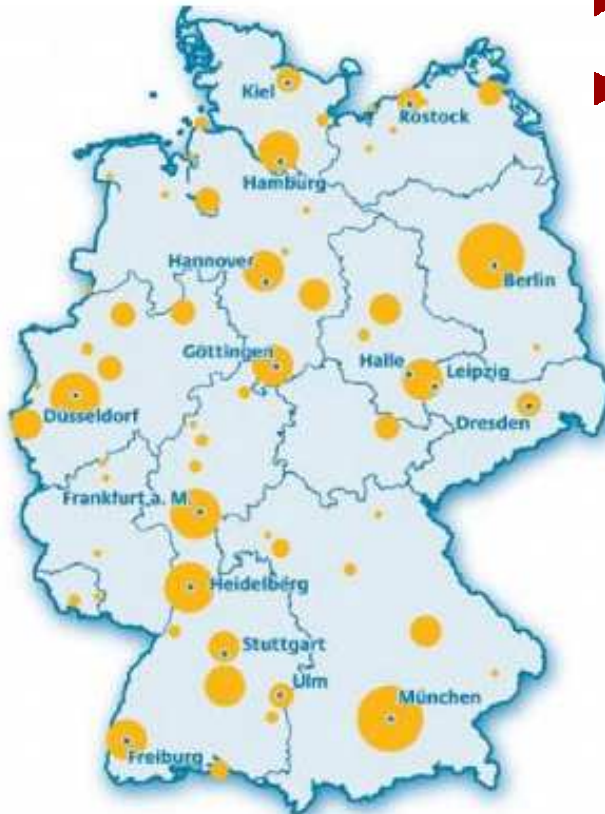 Kiel
Rostock
Hamburg
Hannover
Berlin
Göttingen
Halle
Leipzig
Düsseldorf
Dresden
Frankfurt a. M.
Heidelberg
Stuttgart
Ulm
München
Freiburg